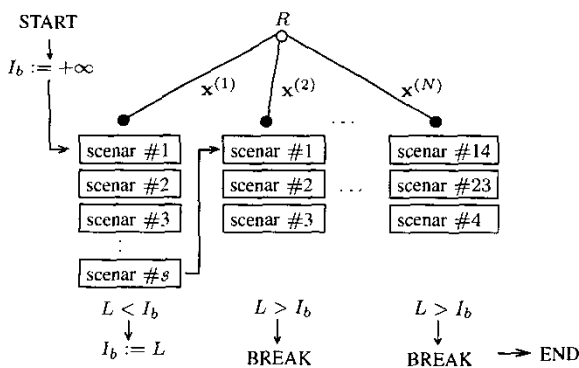 START
R
I_b := +∞
x^(1)
x^(2)
x^(N)
...
scenar #1
scenar #2
scenar #3
⋮
scenar #s
scenar #1
scenar #2
scenar #3
...
scenar #14
scenar #23
scenar #4
L < I_b
I_b := L
L > I_b
BREAK
L > I_b
BREAK
END